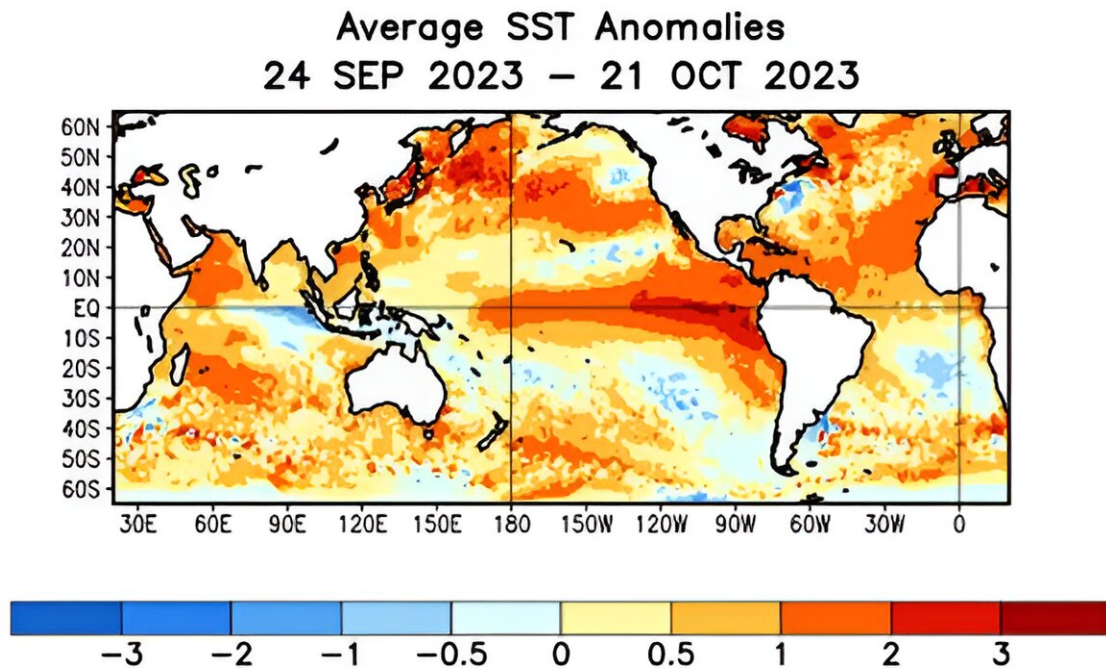 Average SST Anomalies
24 SEP 2023 – 21 OCT 2023
60N
50N
40N
30N
20N
10N
EQ
10S
20S
30S
40S
50S
60S
30E 60E 90E 120E 150E 180 150W 120W 90W 60W 30W 0
−3 −2 −1 −0.5 0 0.5 1 2 3